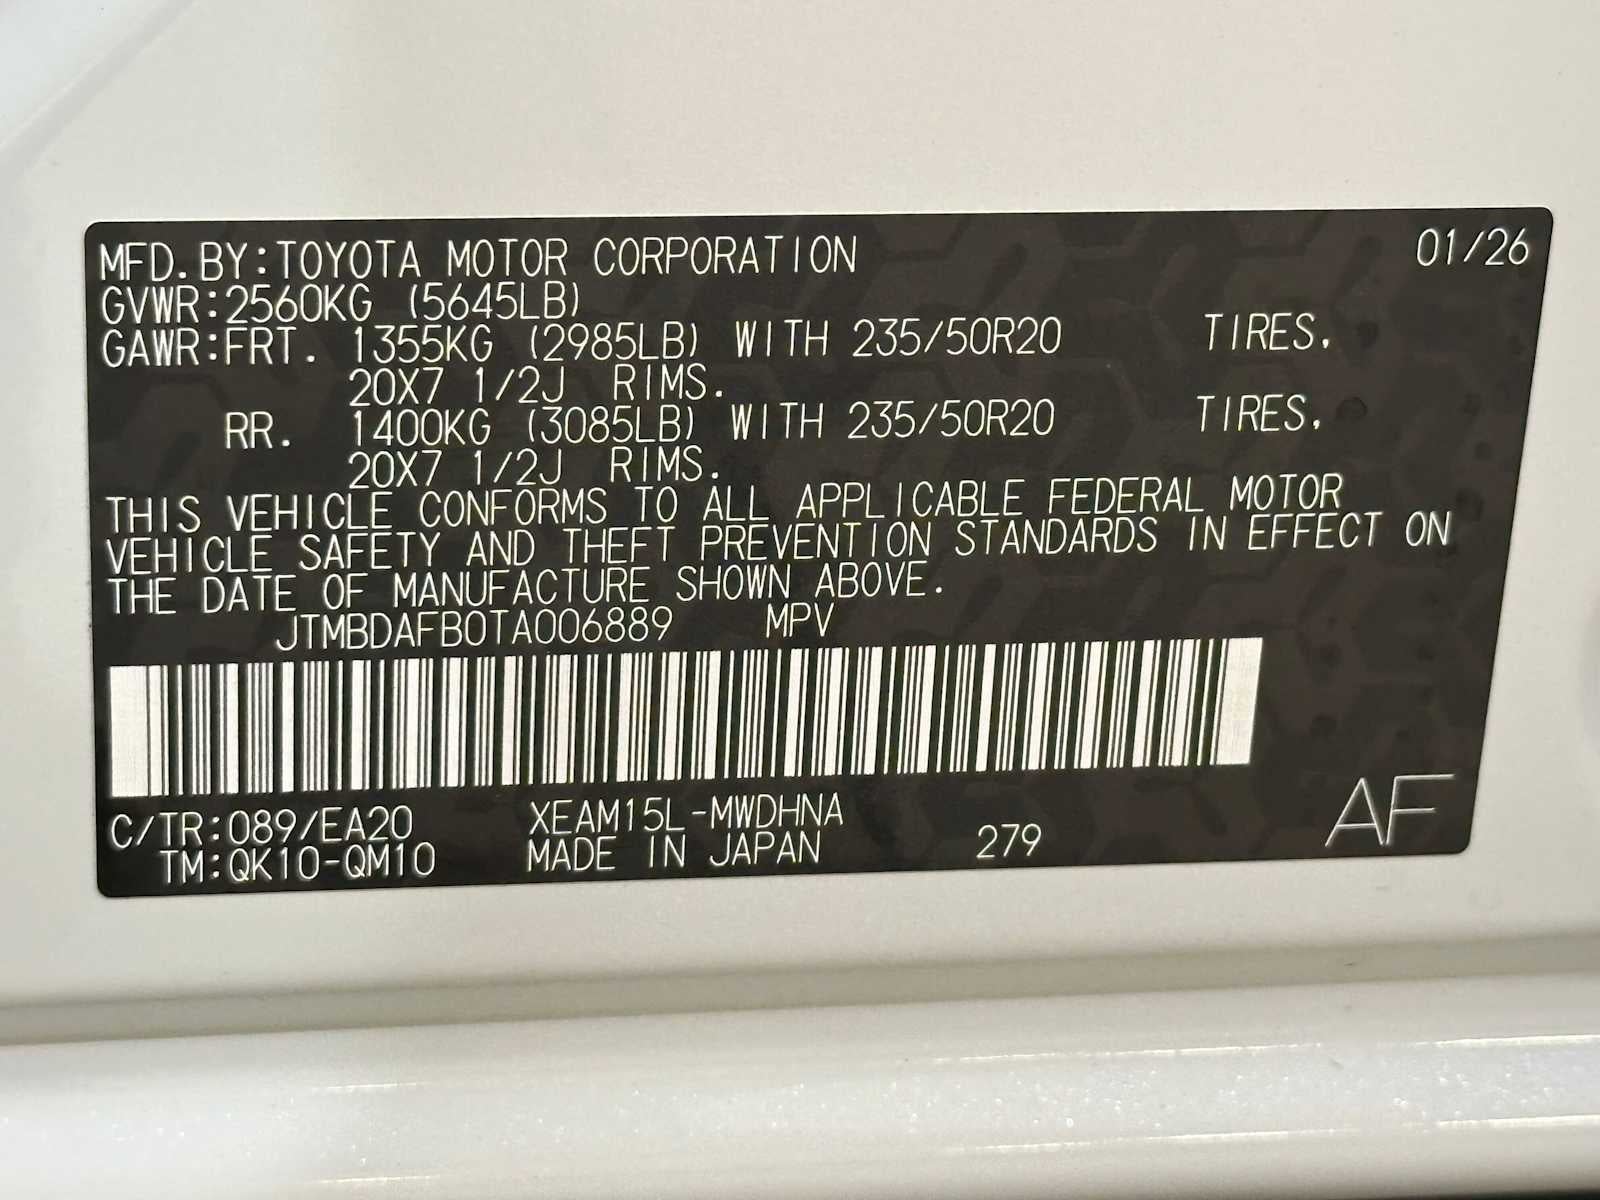 MFD.BY:TOYOTA MOTOR CORPORATION 01/26
GVWR:2560KG (5645LB)
GAWR:FRT. 1355KG (2985LB) WITH 235/50R20 TIRES,
20X7 1/2J RIMS.
RR. 1400KG (3085LB) WITH 235/50R20 TIRES,
20X7 1/2J RIMS.
THIS VEHICLE CONFORMS TO ALL APPLICABLE FEDERAL MOTOR
VEHICLE SAFETY AND THEFT PREVENTION STANDARDS IN EFFECT ON
THE DATE OF MANUFACTURE SHOWN ABOVE.
JTMBDAFB0TA006889 MPV
C/TR:089/EA20 XEAM15L-MWDHNA
TM:QK10-QM10 MADE IN JAPAN 279 AF